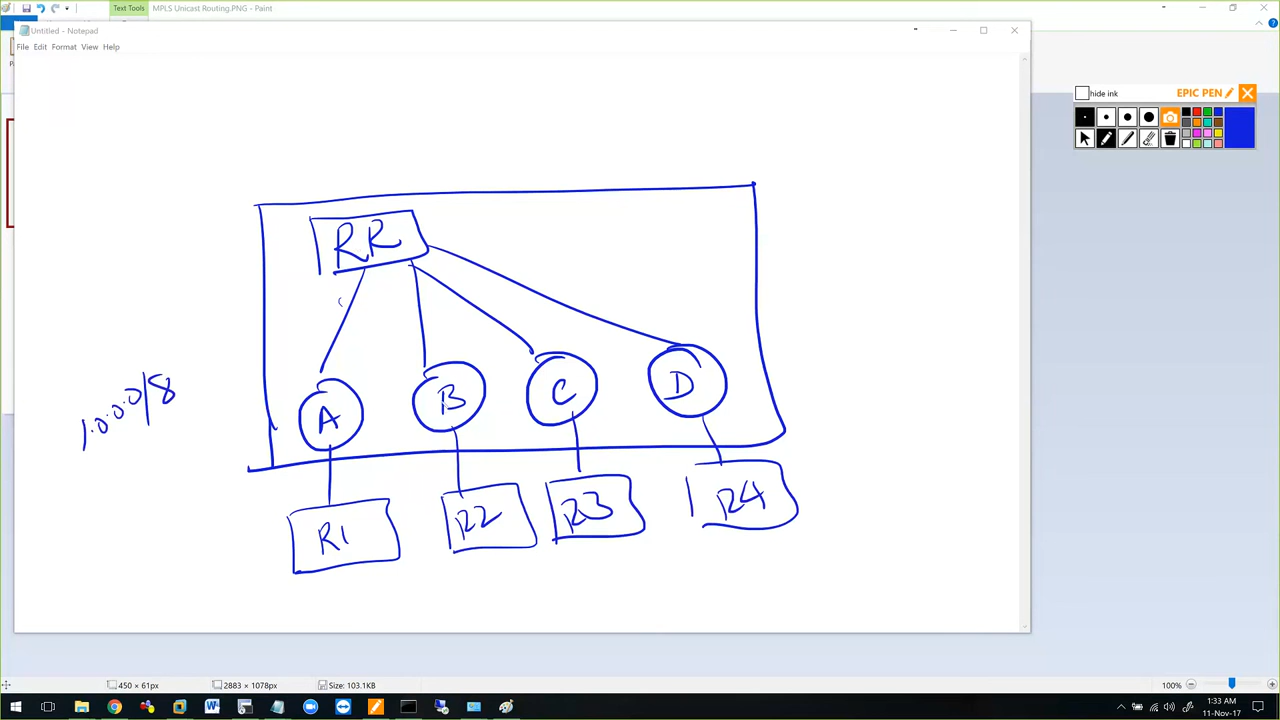 Text Tools MPLS Unicast Routing.PNG - Paint
Untitled - Notepad
File Edit Format View Help
hide ink EPIC PEN
RR
1.0.0.0/8
A B C D
R1 R2 R3 R4
450 × 61px 2883 × 1078px Size: 103.1KB 100%
1:33 AM
11-Nov-17